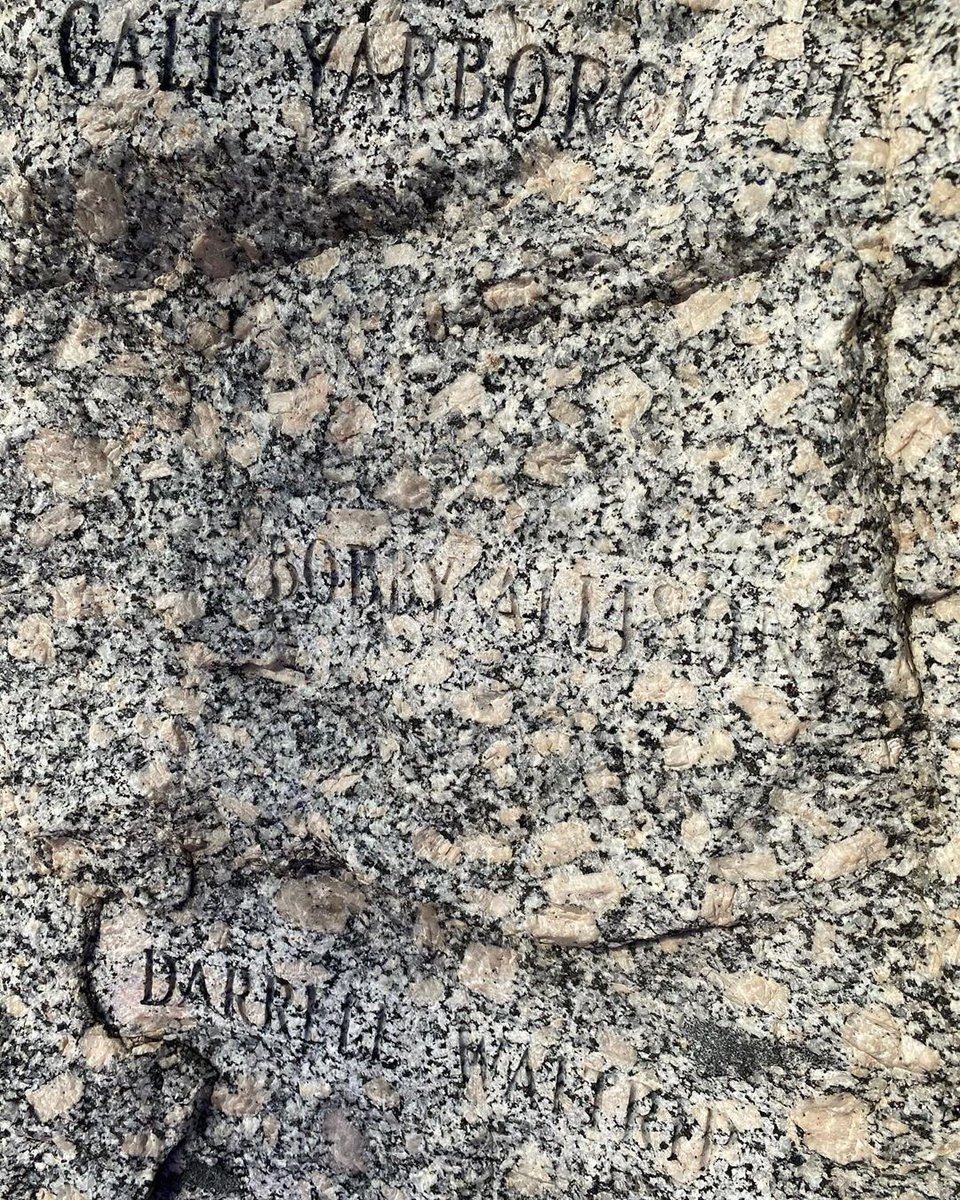 CALE YARBOROUGH
BOBBY ALLISON
DARRELL WALTRIP